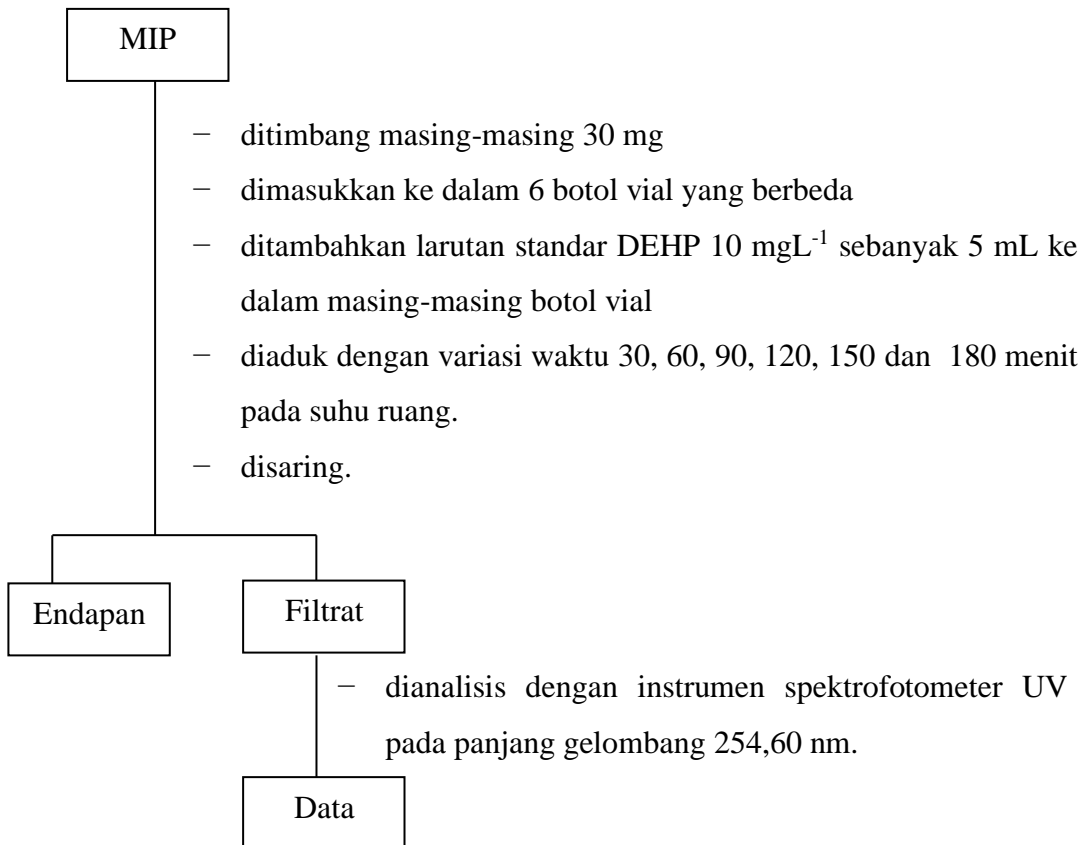 MIP
− ditimbang masing-masing 30 mg
− dimasukkan ke dalam 6 botol vial yang berbeda
− ditambahkan larutan standar DEHP 10 mgL⁻¹ sebanyak 5 mL ke
dalam masing-masing botol vial
− diaduk dengan variasi waktu 30, 60, 90, 120, 150 dan 180 menit
pada suhu ruang.
− disaring.
Endapan
Filtrat
− dianalisis dengan instrumen spektrofotometer UV
pada panjang gelombang 254,60 nm.
Data